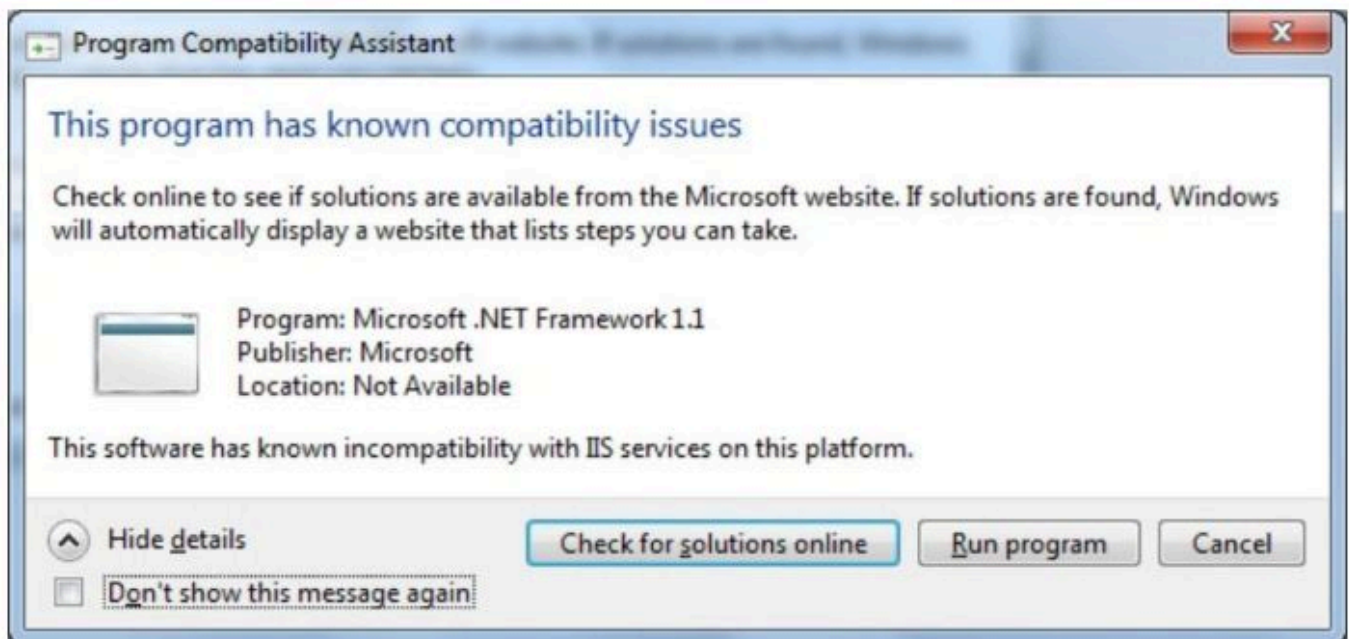 Program Compatibility Assistant
This program has known compatibility issues
Check online to see if solutions are available from the Microsoft website. If solutions are found, Windows
will automatically display a website that lists steps you can take.
Program: Microsoft .NET Framework 1.1
Publisher: Microsoft
Location: Not Available
This software has known incompatibility with IIS services on this platform.
Hide details
Check for solutions online
Run program
Cancel
Don't show this message again